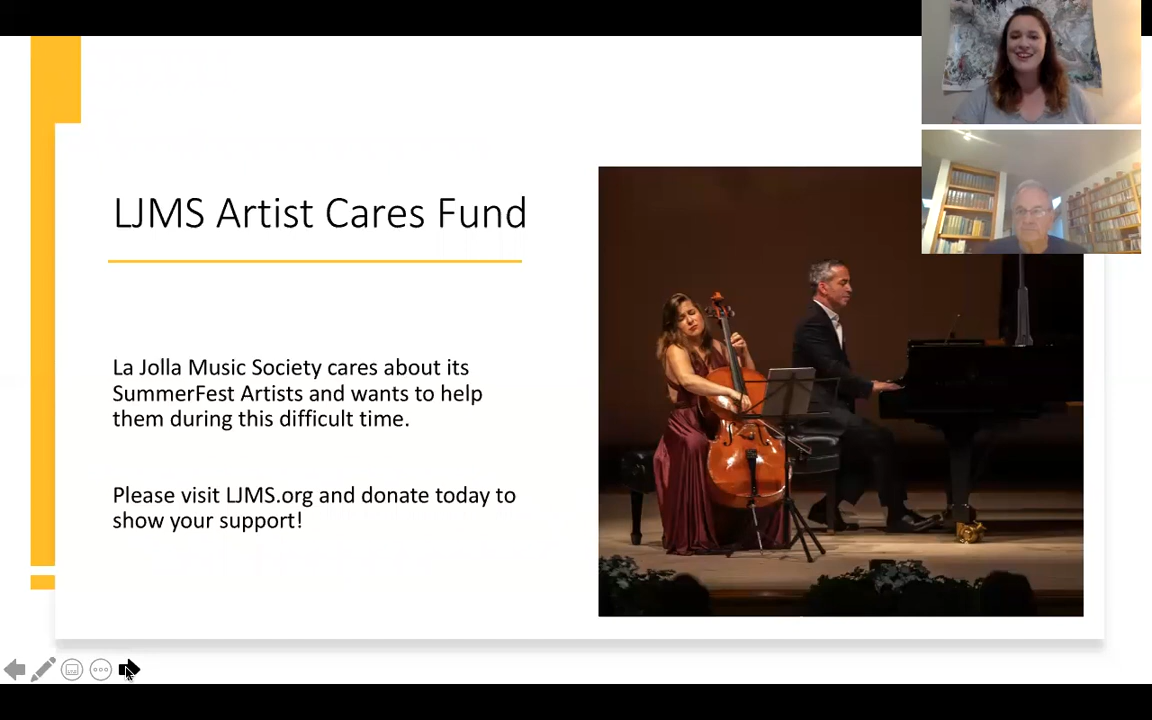 LJMS Artist Cares Fund
La Jolla Music Society cares about its
SummerFest Artists and wants to help
them during this difficult time.
Please visit LJMS.org and donate today to
show your support!